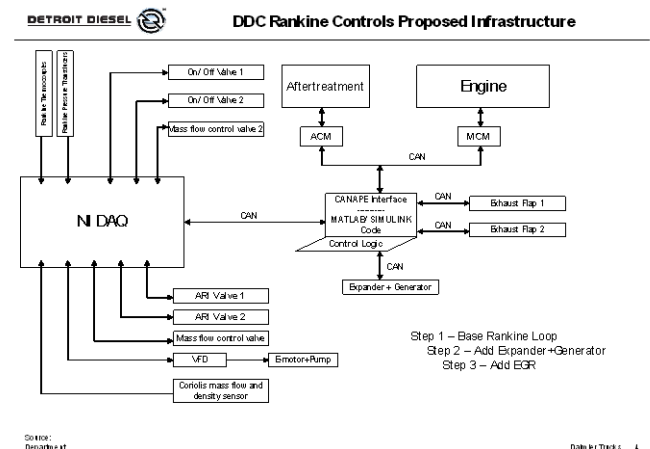 DETROIT DIESEL
DDC Rankine Controls Proposed Infrastructure
Rankine Thermocouples
Rankine Pressure Transducers
On/ Off Valve 1
On/ Off Valve 2
Mass flow control valve 2
Aftertreatment
Engine
ACM
MCM
CAN
NI DAQ
CAN
CANAPE Interface
MATLAB/ SIMULINK
Code
Control Logic
CAN
Exhaust Flap 1
CAN
Exhaust Flap 2
CAN
Expander + Generator
ARI Valve 1
ARI Valve 2
Mass flow control valve
VFD
Emotor+Pump
Coriolis mass flow and
density sensor
Step 1 – Base Rankine Loop
Step 2 – Add Expander+Generator
Step 3 – Add EGR
Source:
Department
Daimler Trucks